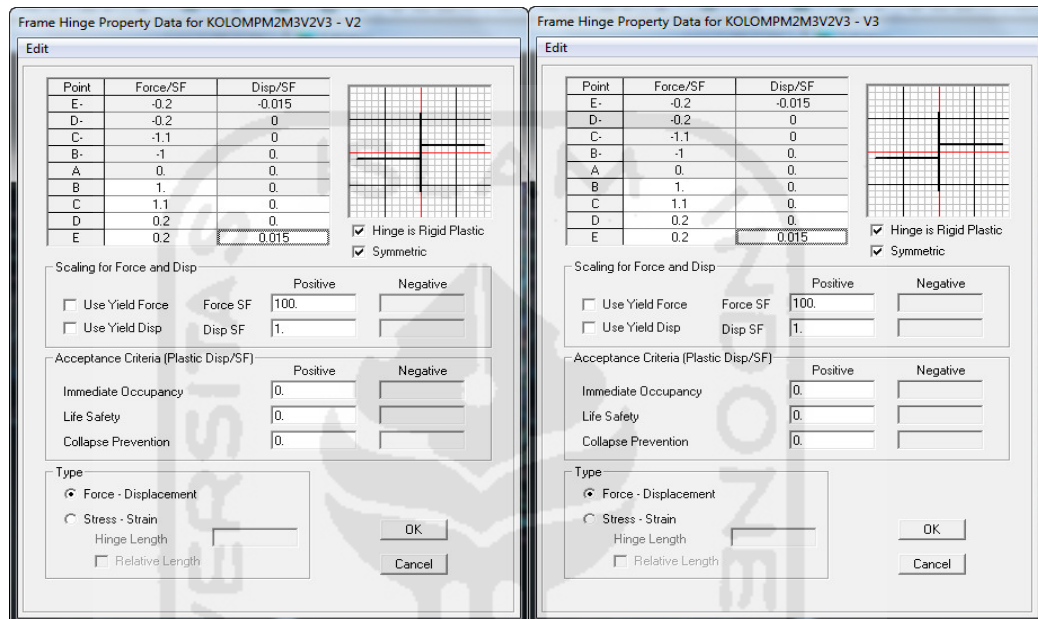 Frame Hinge Property Data for KOLOMPM2M3V2V3 - V2
Edit
Point Force/SF Disp/SF
E- -0.2 -0.015
D- -0.2 0
C- -1.1 0
B- -1 0.
A 0. 0.
B 1. 0.
C 1.1 0.
D 0.2 0.
E 0.2 0.015
Hinge is Rigid Plastic
Symmetric
Scaling for Force and Disp
Positive Negative
Use Yield Force Force SF 100.
Use Yield Disp Disp SF 1.
Acceptance Criteria (Plastic Disp/SF)
Positive Negative
Immediate Occupancy 0.
Life Safety 0.
Collapse Prevention 0.
Type
Force - Displacement
Stress - Strain
Hinge Length
Relative Length
OK
Cancel
Frame Hinge Property Data for KOLOMPM2M3V2V3 - V3
Edit
Point Force/SF Disp/SF
E- -0.2 -0.015
D- -0.2 0
C- -1.1 0
B- -1 0.
A 0. 0.
B 1. 0.
C 1.1 0.
D 0.2 0.
E 0.2 0.015
Hinge is Rigid Plastic
Symmetric
Scaling for Force and Disp
Positive Negative
Use Yield Force Force SF 100.
Use Yield Disp Disp SF 1.
Acceptance Criteria (Plastic Disp/SF)
Positive Negative
Immediate Occupancy 0.
Life Safety 0.
Collapse Prevention 0.
Type
Force - Displacement
Stress - Strain
Hinge Length
Relative Length
OK
Cancel
ISLAM